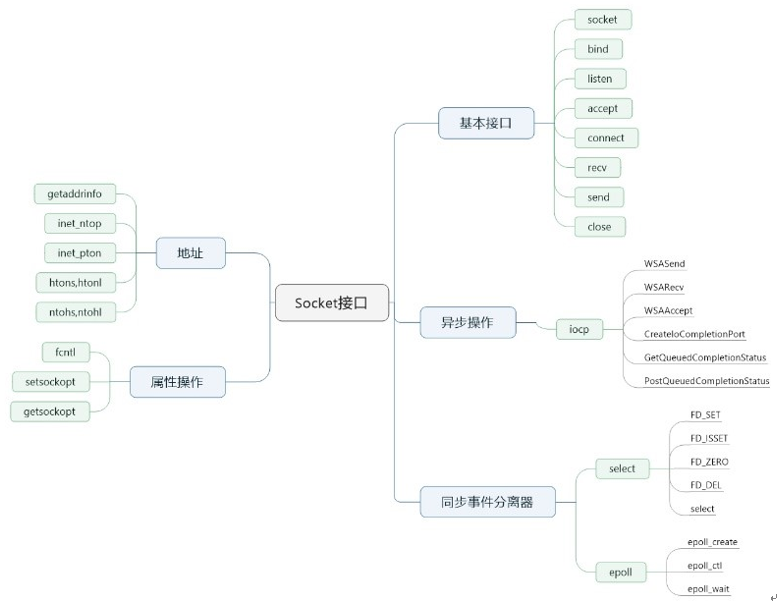 Socket接口
基本接口
socket
bind
listen
accept
connect
recv
send
close
异步操作
iocp
WSASend
WSARecv
WSAAccept
CreateIoCompletionPort
GetQueuedCompletionStatus
PostQueuedCompletionStatus
同步事件分离器
select
FD_SET
FD_ISSET
FD_ZERO
FD_DEL
select
epoll
epoll_create
epoll_ctl
epoll_wait
地址
getaddrinfo
inet_ntop
inet_pton
htons,htonl
ntohs,ntohl
属性操作
fcntl
setsockopt
getsockopt